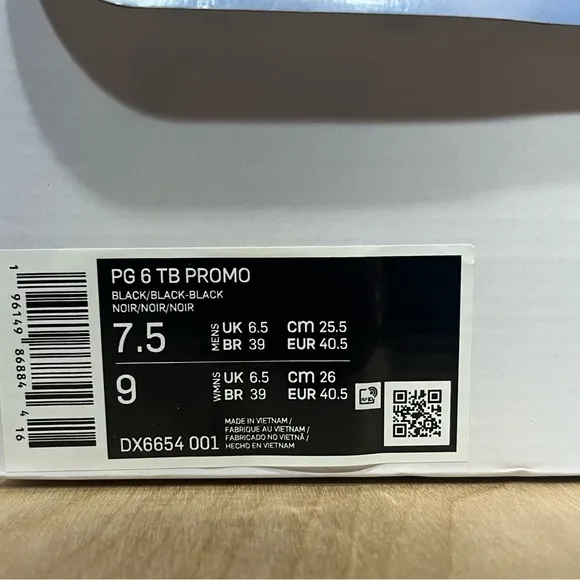 PG 6 TB PROMO
BLACK/BLACK-BLACK
NOIR/NOIR/NOIR
7.5 MENS UK 6.5 cm 25.5
BR 39 EUR 40.5
9 WMNS UK 6.5 cm 26
BR 39 EUR 40.5
DX6654 001
MADE IN VIETNAM /
FABRIQUE AU VIETNAM /
FABRICADO NO VIETNÃ /
HECHO EN VIETNAM
RFID
1 96149 86884 4 16